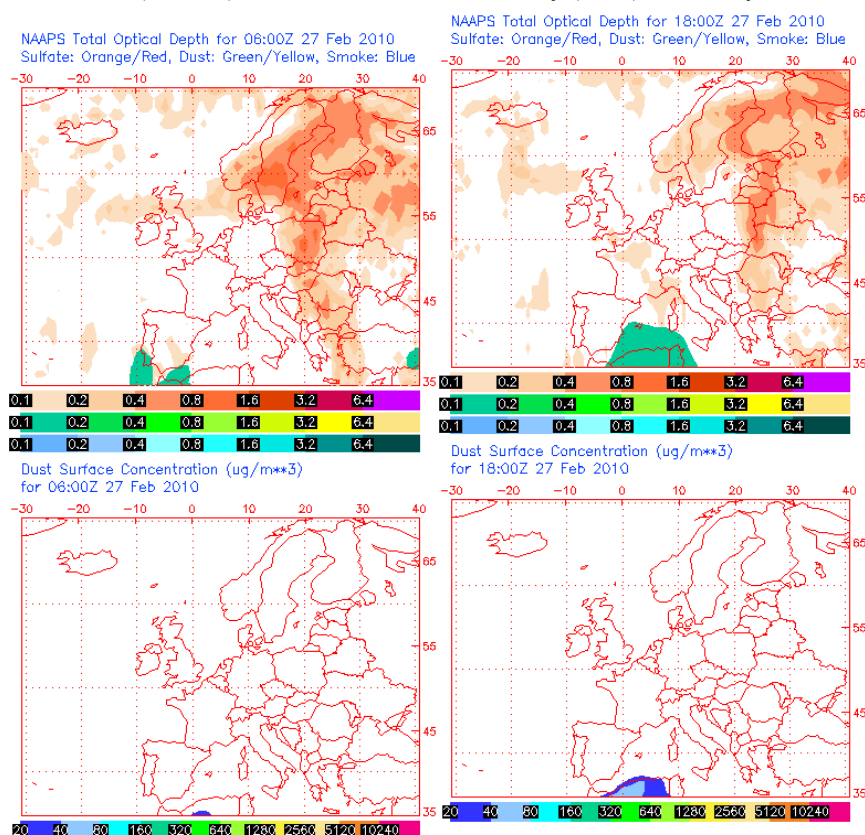 NAAPS Total Optical Depth for 06:00Z 27 Feb 2010
Sulfate: Orange/Red, Dust: Green/Yellow, Smoke: Blue
-30 -20 -10 0 10 20 30 40
65
55
45
35
0.1 0.2 0.4 0.8 1.6 3.2 6.4
0.1 0.2 0.4 0.8 1.6 3.2 6.4
0.1 0.2 0.4 0.8 1.6 3.2 6.4
NAAPS Total Optical Depth for 18:00Z 27 Feb 2010
Sulfate: Orange/Red, Dust: Green/Yellow, Smoke: Blue
-30 -20 -10 0 10 20 30 40
65
55
45
35
0.1 0.2 0.4 0.8 1.6 3.2 6.4
0.1 0.2 0.4 0.8 1.6 3.2 6.4
0.1 0.2 0.4 0.8 1.6 3.2 6.4
Dust Surface Concentration (ug/m**3)
for 06:00Z 27 Feb 2010
-30 -20 -10 0 10 20 30 40
65
55
45
35
20 40 80 160 320 640 1280 2560 5120 10240
Dust Surface Concentration (ug/m**3)
for 18:00Z 27 Feb 2010
-30 -20 -10 0 10 20 30 40
65
55
45
35
20 40 80 160 320 640 1280 2560 5120 10240